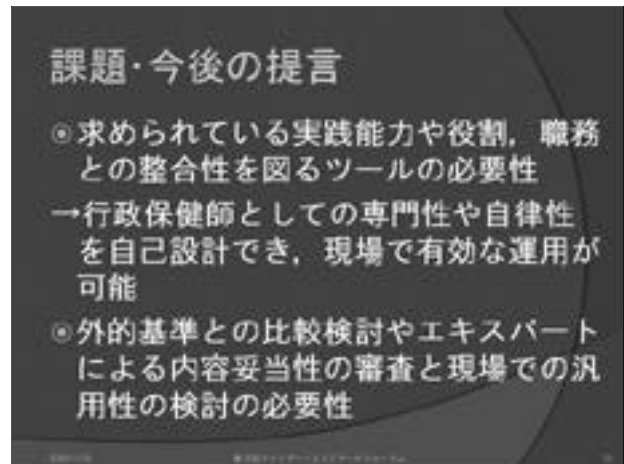 課題・今後の提言
◉求められている実践能力や役割，職務
との整合性を図るツールの必要性
→行政保健師としての専門性や自律性
を自己設計でき，現場で有効な運用が
可能
◉外的基準との比較検討やエキスパート
による内容妥当性の審査と現場での汎
用性の検討の必要性